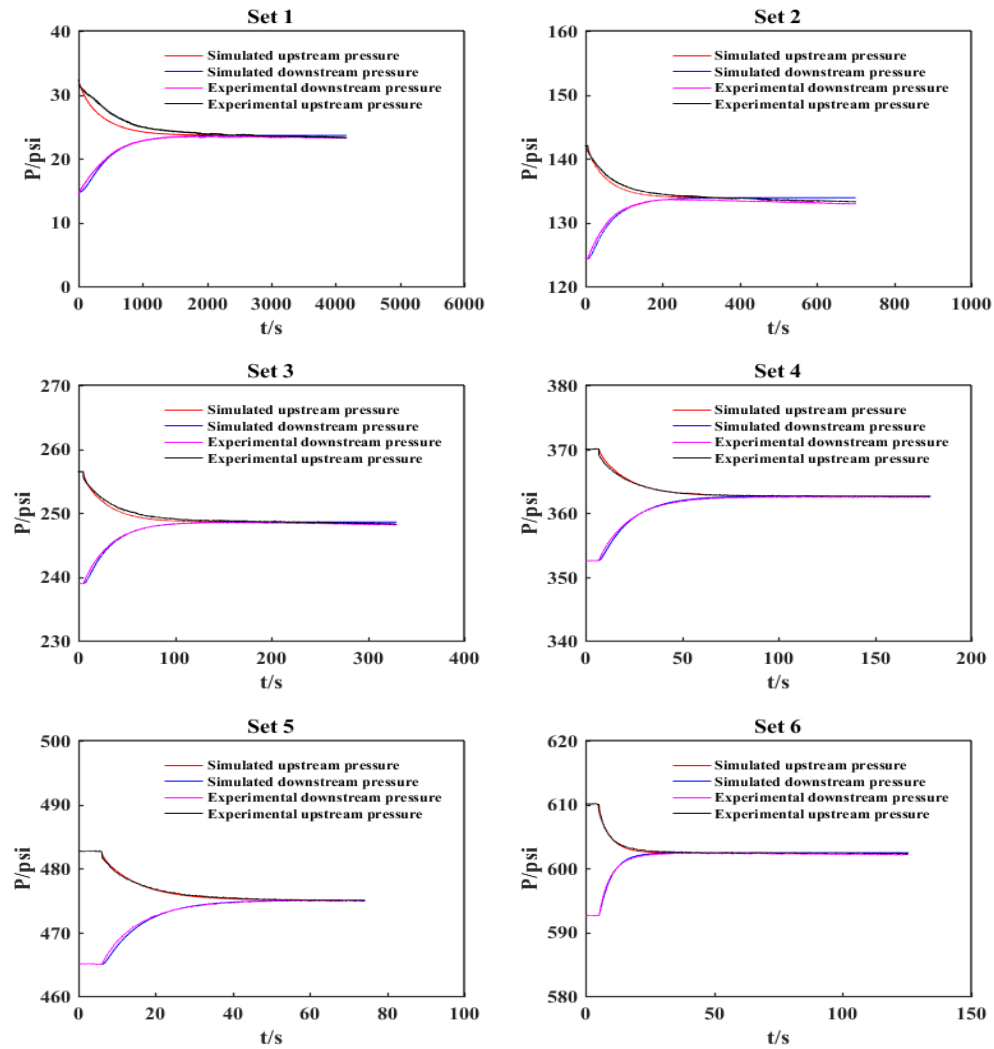 Set 1
40
30
20
10
0
P/psi
Simulated upstream pressure
Simulated downstream pressure
Experimental downstream pressure
Experimental upstream pressure
0 1000 2000 3000 4000 5000 6000
t/s
Set 2
160
150
140
130
120
P/psi
Simulated upstream pressure
Simulated downstream pressure
Experimental downstream pressure
Experimental upstream pressure
0 200 400 600 800 1000
t/s
Set 3
270
260
250
240
230
P/psi
Simulated upstream pressure
Simulated downstream pressure
Experimental downstream pressure
Experimental upstream pressure
0 100 200 300 400
t/s
Set 4
380
370
360
350
340
P/psi
Simulated upstream pressure
Simulated downstream pressure
Experimental downstream pressure
Experimental upstream pressure
0 50 100 150 200
t/s
Set 5
500
490
480
470
460
P/psi
Simulated upstream pressure
Simulated downstream pressure
Experimental downstream pressure
Experimental upstream pressure
0 20 40 60 80 100
t/s
Set 6
620
610
600
590
580
P/psi
Simulated upstream pressure
Simulated downstream pressure
Experimental downstream pressure
Experimental upstream pressure
0 50 100 150
t/s